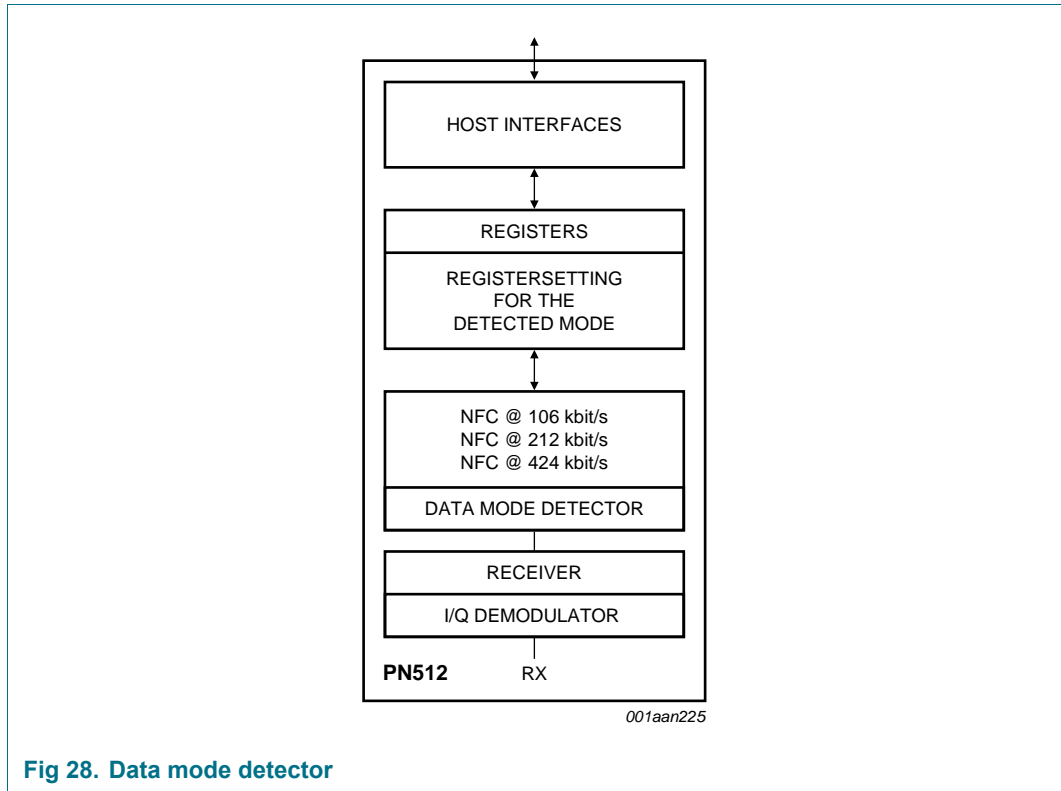 HOST INTERFACES
REGISTERS
REGISTERSETTING
FOR THE
DETECTED MODE
NFC @ 106 kbit/s
NFC @ 212 kbit/s
NFC @ 424 kbit/s
DATA MODE DETECTOR
RECEIVER
I/Q DEMODULATOR
PN512 RX
001aan225
Fig 28. Data mode detector